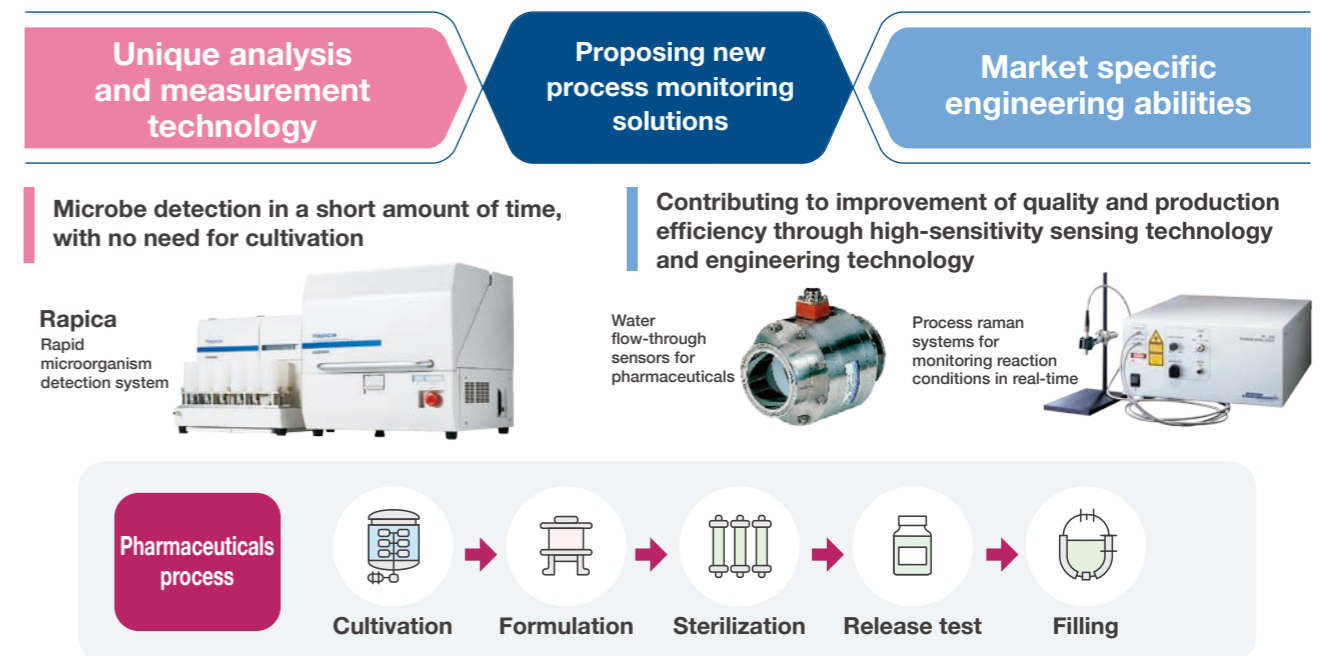 Unique analysis
and measurement
technology
Proposing new
process monitoring
solutions
Market specific
engineering abilities
Microbe detection in a short amount of time,
with no need for cultivation
Contributing to improvement of quality and production
efficiency through high-sensitivity sensing technology
and engineering technology
Rapica
Rapid
microorganism
detection system
rapica
rapica
Water
flow-through
sensors for
pharmaceuticals
Process raman
systems for
monitoring reaction
conditions in real-time
Pharmaceuticals
process
Cultivation
Formulation
Sterilization
Release test
Filling